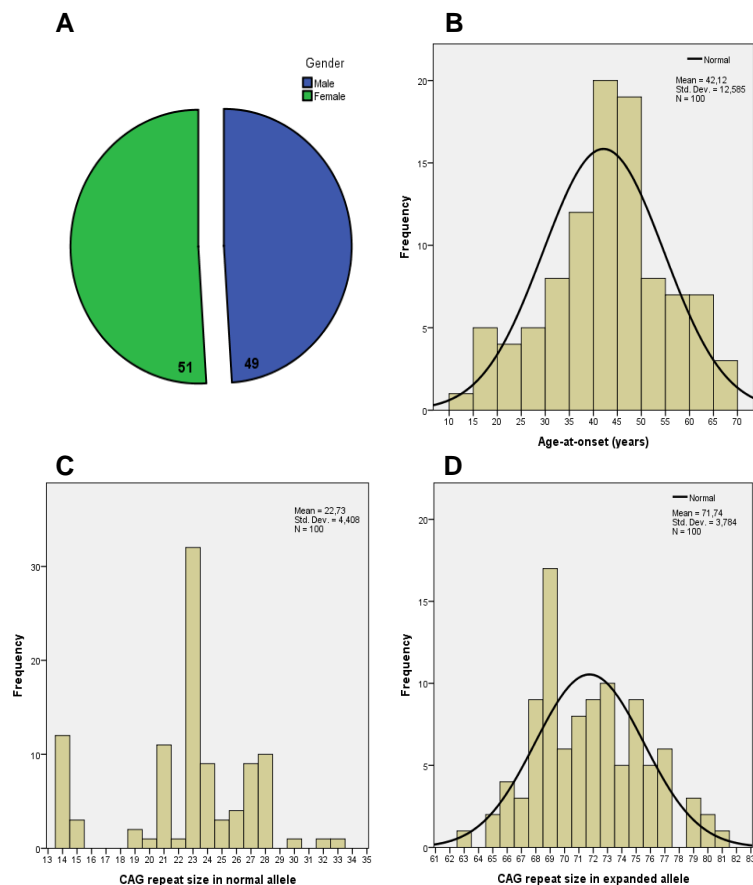 A
Gender
Male
Female
51
49
B
Normal
Mean = 42,12
Std. Dev. = 12,585
N = 100
Frequency
20
15
10
5
0
10 15 20 25 30 35 40 45 50 55 60 65 70
Age-at-onset (years)
C
Mean = 22,73
Std. Dev. = 4,408
N = 100
Frequency
30
20
10
0
13 14 15 16 17 18 19 20 21 22 23 24 25 26 27 28 29 30 31 32 33 34 35
CAG repeat size in normal allele
D
Normal
Mean = 71,74
Std. Dev. = 3,784
N = 100
Frequency
20
15
10
5
0
61 62 63 64 65 66 67 68 69 70 71 72 73 74 75 76 77 78 79 80 81 82 83
CAG repeat size in expanded allele